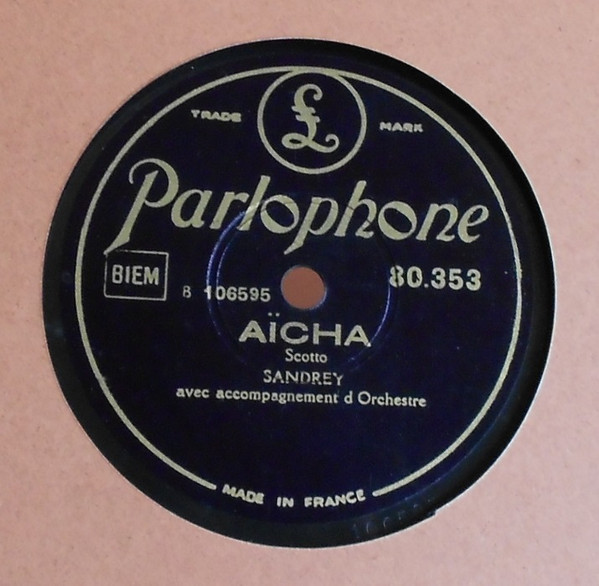 TRADE MARK
Parlophone
BIEM B 106595 80.353
AÏCHA
Scotto
SANDREY
avec accompagnement d Orchestre
MADE IN FRANCE